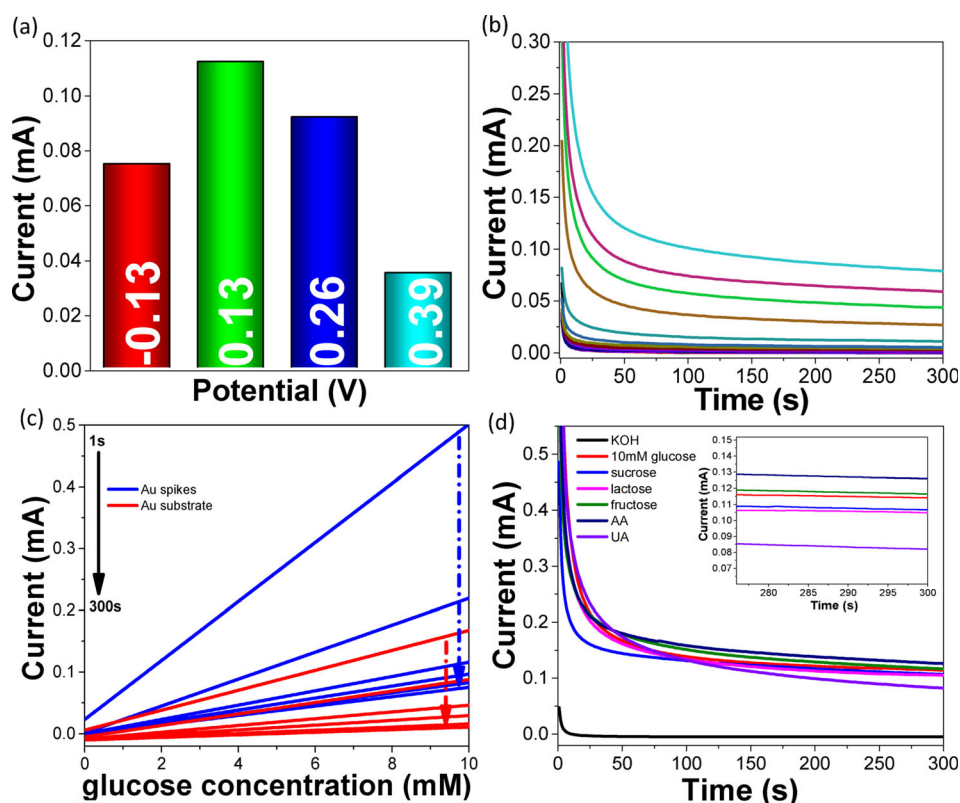 (a)
0.12
0.10
0.08
0.06
0.04
0.02
0.00
Current (mA)
-0.13
0.13
0.26
0.39
Potential (V)
(b)
0.30
0.25
0.20
0.15
0.10
0.05
0.00
Current (mA)
0 50 100 150 200 250 300
Time (s)
(c)
0.5
0.4
0.3
0.2
0.1
0.0
Current (mA)
1s
300s
Au spikes
Au substrate
0 2 4 6 8 10
glucose concentration (mM)
(d)
0.5
0.4
0.3
0.2
0.1
0.0
Current (mA)
KOH
10mM glucose
sucrose
lactose
fructose
AA
UA
0.15
0.14
0.13
0.12
0.11
0.10
0.09
0.08
0.07
Current (mA)
280 285 290 295 300
Time (s)
0 50 100 150 200 250 300
Time (s)